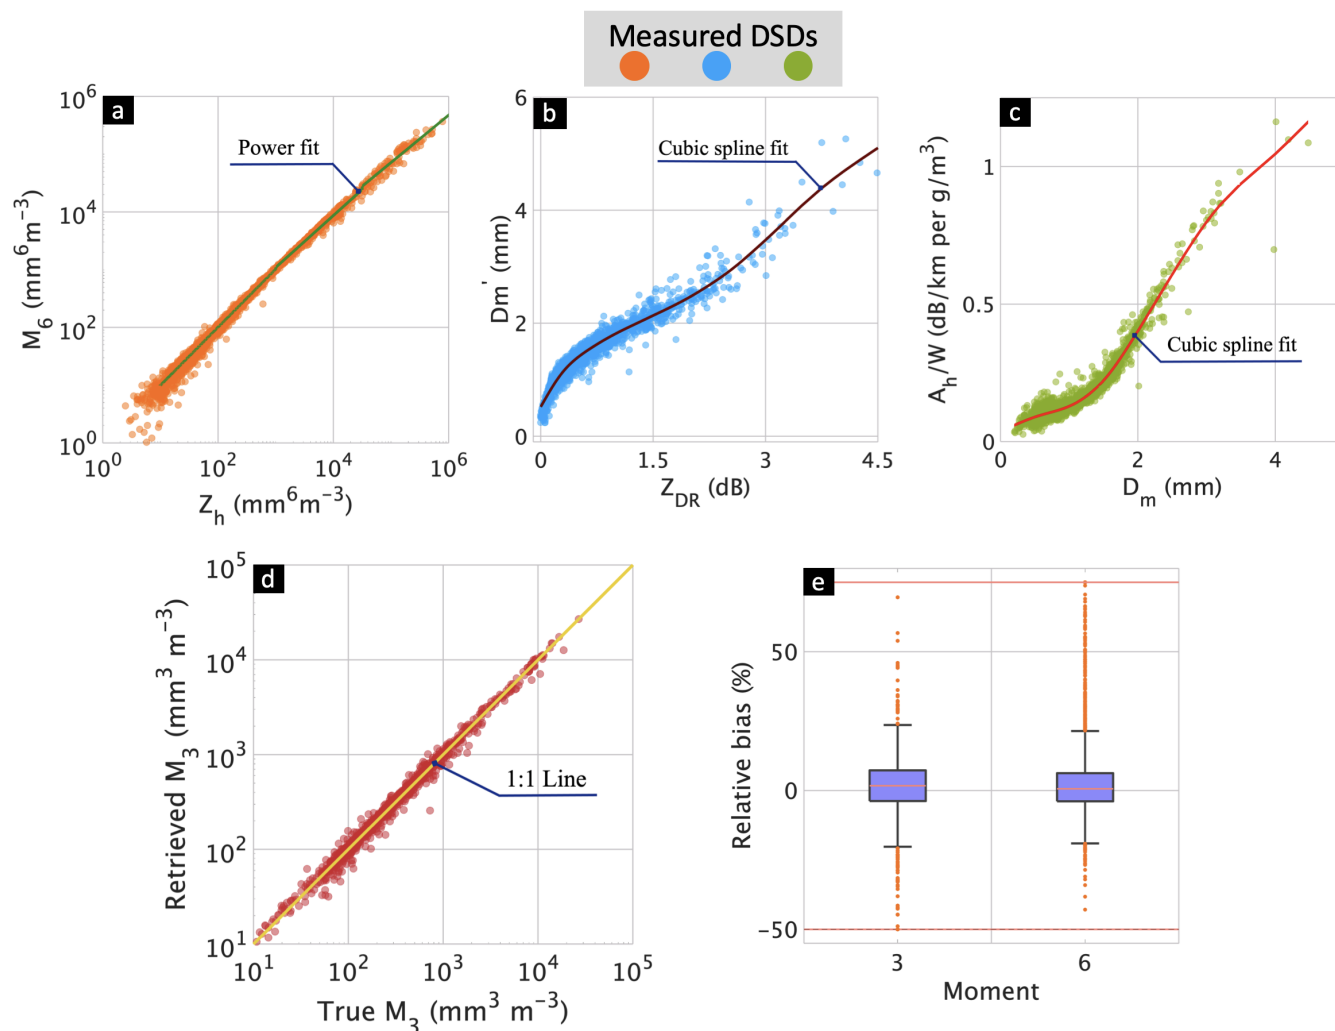 Measured DSDs
a
Power fit
10^6
10^4
10^2
10^0
M_6 (mm^6m^−3)
10^0
10^2
10^4
10^6
Z_h (mm^6m^−3)
b
Cubic spline fit
6
4
2
0
Dm' (mm)
0
1.5
3
4.5
Z_DR (dB)
c
Cubic spline fit
1
0.5
0
A_h/W (dB/km per g/m^3)
0
2
4
D_m (mm)
d
1:1 Line
10^5
10^4
10^3
10^2
10^1
Retrieved M_3 (mm^3 m^−3)
10^1
10^2
10^3
10^4
10^5
True M_3 (mm^3 m^−3)
e
50
0
−50
Relative bias (%)
3
6
Moment